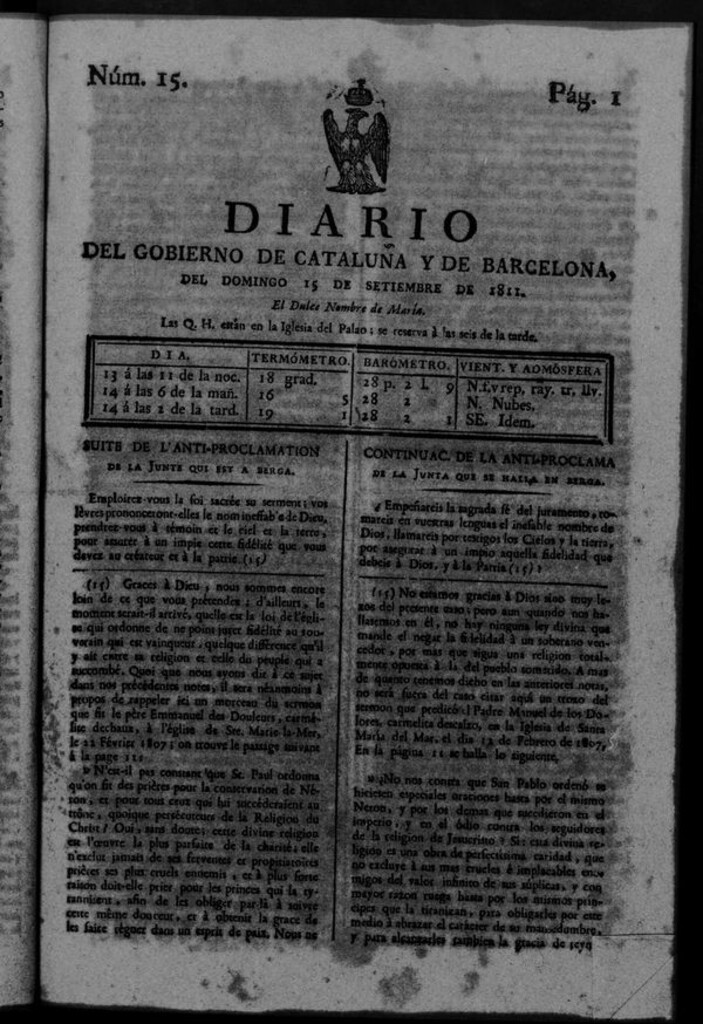 Núm. 15.
Pág. 1
DIARIO
DEL GOBIERNO DE CATALUÑA Y DE BARCELONA,
DEL DOMINGO 15 DE SETIEMBRE DE 1811.
El Dulce Nombre de María.
Las Q. H. están en la Iglesia del Palao; se reserva á las seis de la tarde.
DIA. TERMÓMETRO. BARÓMETRO. VIENT. Y ADMÓSFERA
13 á las 11 de la noc. 18 grad. 28 p. 2 l. 9 N.f.vrep, ray. tr, llv.
14 á las 6 de la mañ. 16 5 28 2 N. Nubes.
14 á las 2 de la tard. 19 1 28 2 1 SE. Idem.
SUITE DE L'ANTI-PROCLAMATION
DE LA JUNTE QUI EST A BERGA.
Emploirez-vous la foi sacrée du serment; vos
lèvres prononceront-elles le nom ineffab'e de Dieu,
prendrez-vous à témoin et le ciel et la terre,
pour assurer à un impie cette fidélité que vous
devez au créateur et à la patrie. (15)
(15) Graces à Dieu, nous sommes encore
loin de ce que vous prétendez; d'ailleurs, le
moment serait-il arrivé, quelle est la loi de l'égli-
se qui ordonne de ne point jurer fidélité au sou-
verain qui est vainqueur, quelque différence qu'il
y ait entre sa religion et celle du peuple qui a
succombé. Quoi que nous ayons dit à ce sujet
dans nos précédentes notes, il sera néanmoins à
propos de rappeler ici un morceau du sermon
que fit le père Emmanuel des Douleurs, carmé-
lite dechaux, à l'église de Ste. Marie-la-Mer,
le 22 Février 1807; on trouve le passage suivant
à la page 11:
» N'est-il pas constant que St. Paul ordonna
qu'on fit des prières pour la conservation de Né-
ron, et pour tous ceux qui lui succéderaient au
trône, quoique persécuteurs de la Religion du
Christ? Oui, sans doute; cette divine religion
est l'œuvre la plus parfaite de la charité; elle
n'exclut jamais de ses ferventes et propitiatoires
prières ses plus cruels ennemis, et à plus forte
raison doit-elle prier pour les princes qui la ty-
rannisent, afin de les obliger par-là à suivre
cette même douceur, et à obtenir la grace de
les faire régner dans un esprit de paix. Nous ne
CONTINUAC. DE LA ANTI-PROCLAMA
DE LA JUNTA QUE SE HALLA EN BERGA.
¿ Empeñareis la sagrada fé del juramento, to-
mareis en vuestras lenguas el inefable nombre de
Dios, llamareis por testigos los Cielos y la tierra,
por asegurar á un impio aquella fidelidad que
debeis á Dios, y á la Patria (15)?
(15) No estamos gracias á Dios sino muy le-
xos del presente caso; pero aun quando nos ha-
llasemos en él, no hay ninguna ley divina que
mande el negar la fidelidad á un soberano ven-
cedor, por mas que siga una religion total-
mente opuesta á la del pueblo sometido. A mas
de quanto tenemos dicho en las anteriores notas,
no será fuera del caso citar aquí un trozo del
sermon que predicó el Padre Manuel de los Do-
lores, carmelita descalzo, en la Iglesia de Santa
María del Mar, el dia 12 de Febrero de 1807.
En la página 11 se halla lo siguiente.
» ¿No nos consta que San Pablo ordenó se
hiciesen especiales oraciones hasta por el mismo
Neron, y por los demas que sucedieron en el
imperio, y en el ódio contra los seguidores
de la religion de Jesucristo? Si: esta divina re-
ligion es una obra de perfectísima caridad, que
no excluye á sus mas crueles é implacables ene-
migos del valor infinito de sus súplicas, y con
mayor razon ruega hasta por los mismos prín-
cipes que la tiranizan, para obligarlos por este
medio á abrazar el carácter de su mansedumbre,
y para alcanzarles tambien la gracia de reyn